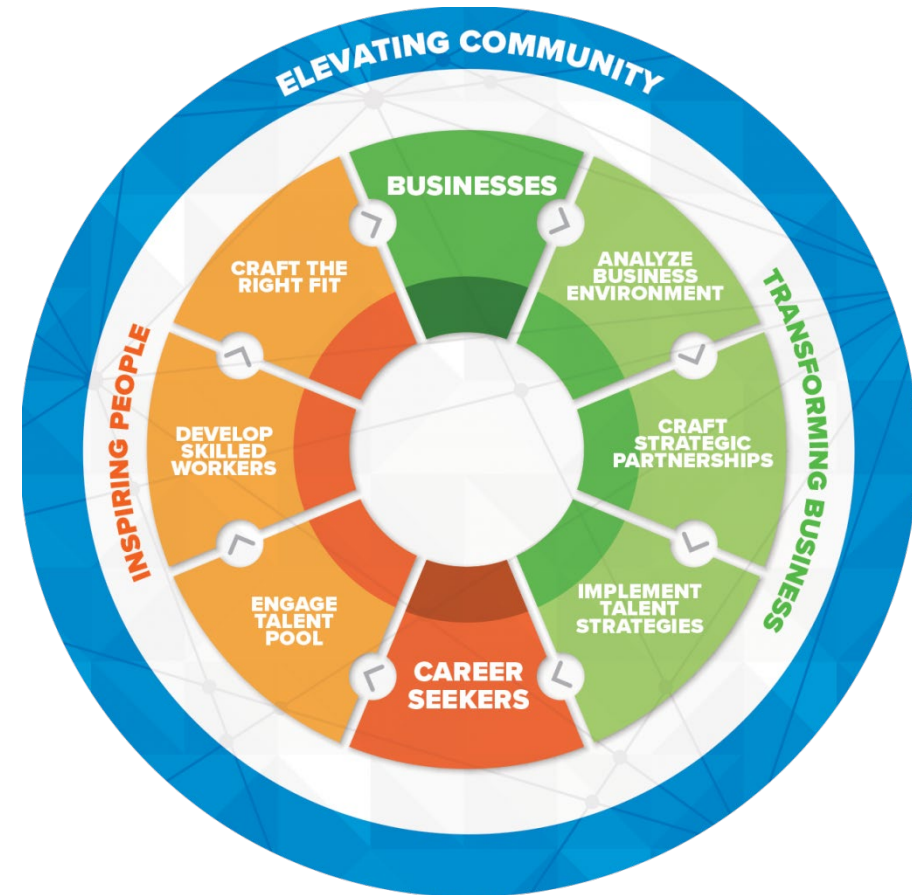 ELEVATING COMMUNITY
BUSINESSES
ANALYZE
BUSINESS
ENVIRONMENT
TRANSFORMING BUSINESS
CRAFT
STRATEGIC
PARTNERSHIPS
IMPLEMENT
TALENT
STRATEGIES
CAREER
SEEKERS
ENGAGE
TALENT
POOL
DEVELOP
SKILLED
WORKERS
INSPIRING PEOPLE
CRAFT THE
RIGHT FIT